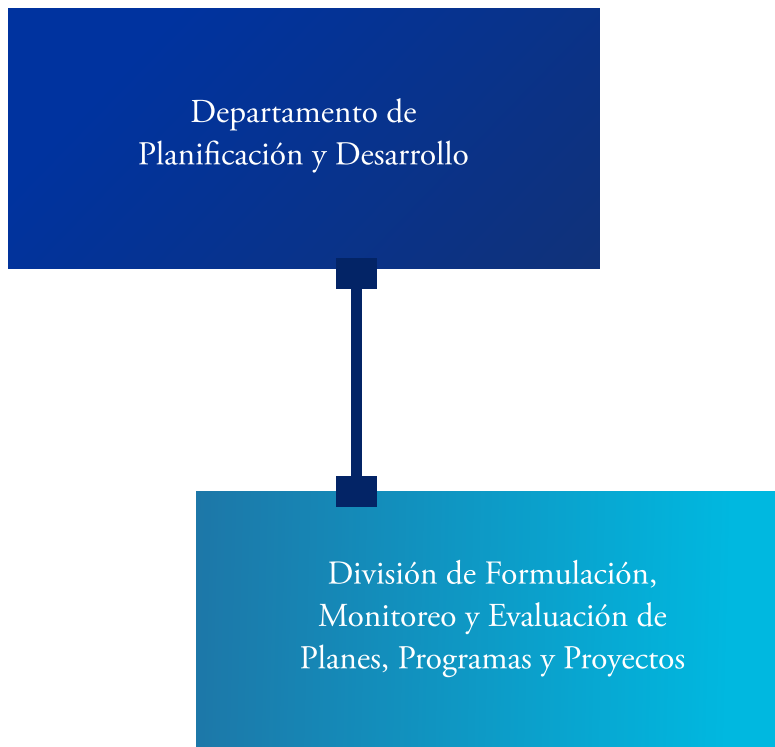 Departamento de
Planificación y Desarrollo
División de Formulación,
Monitoreo y Evaluación de
Planes, Programas y Proyectos